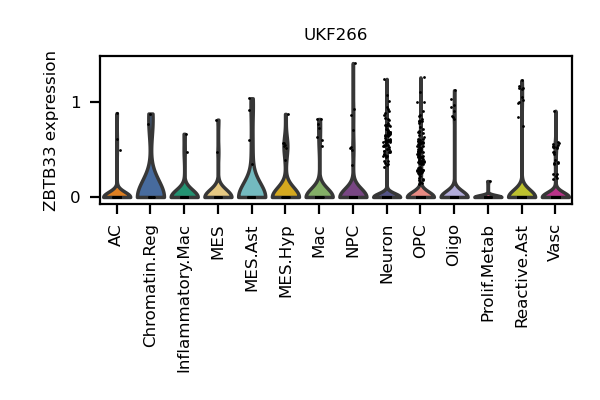 UKF266
ZBTB33 expression
1
0
AC
Chromatin.Reg
Inflammatory.Mac
MES
MES.Ast
MES.Hyp
Mac
NPC
Neuron
OPC
Oligo
Prolif.Metab
Reactive.Ast
Vasc